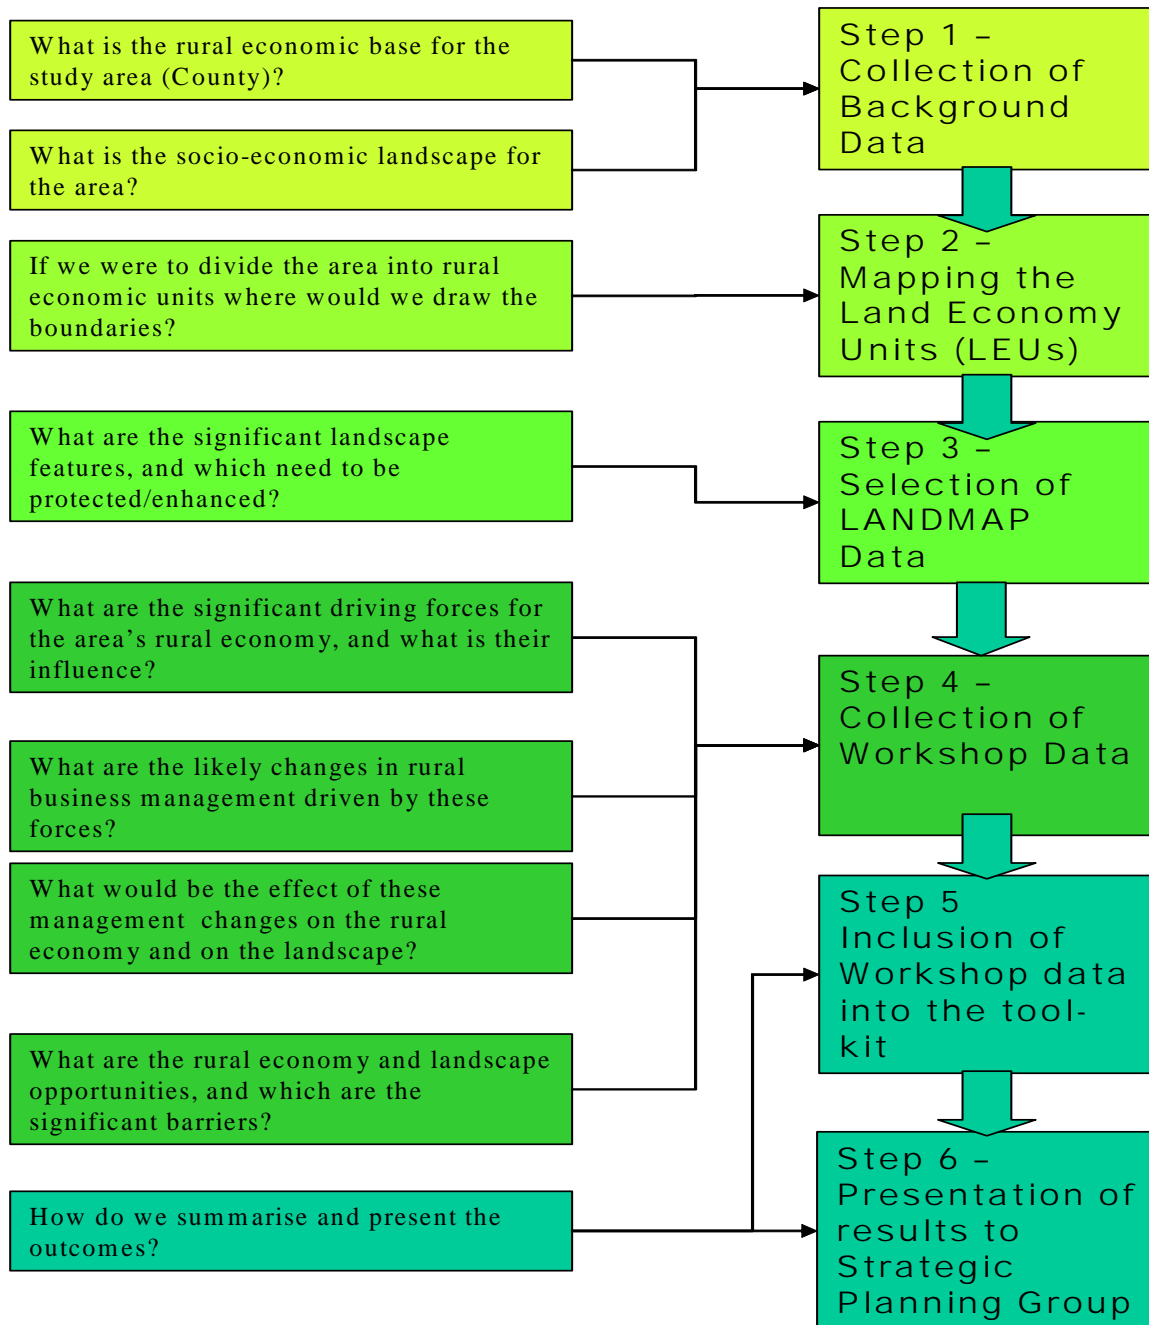 What is the rural economic base for the
study area (County)?
What is the socio-economic landscape for
the area?
If we were to divide the area into rural
economic units where would we draw the
boundaries?
What are the significant landscape
features, and which need to be
protected/enhanced?
What are the significant driving forces for
the area’s rural economy, and what is their
influence?
What are the likely changes in rural
business management driven by these
forces?
What would be the effect of these
management changes on the rural
economy and on the landscape?
What are the rural economy and landscape
opportunities, and which are the
significant barriers?
How do we summarise and present the
outcomes?
Step 1 –
Collection of
Background
Data
Step 2 –
Mapping the
Land Economy
Units (LEUs)
Step 3 –
Selection of
LANDMAP
Data
Step 4 –
Collection of
Workshop Data
Step 5
Inclusion of
Workshop data
into the tool-
kit
Step 6 –
Presentation of
results to
Strategic
Planning Group